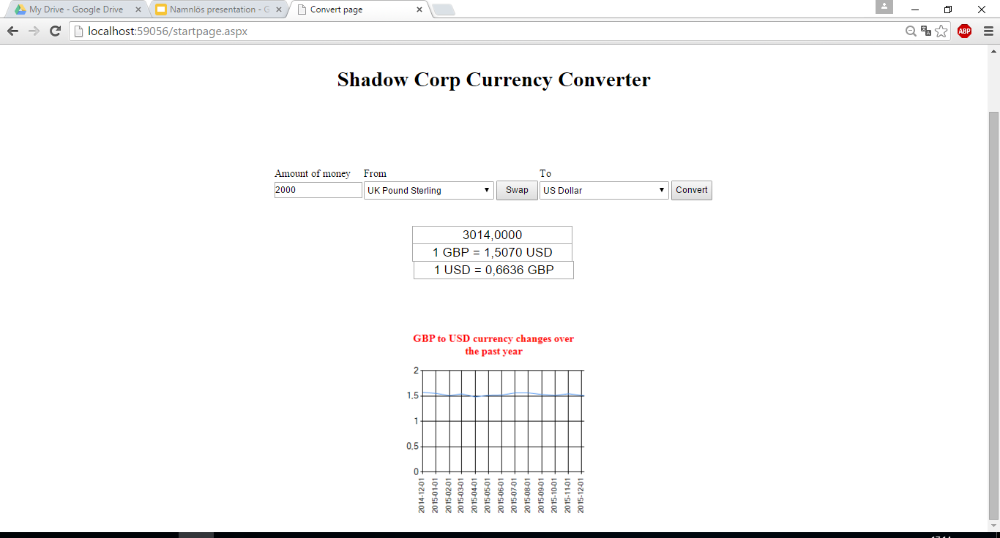 My Drive - Google Drive
Namnlös presentation - G
Convert page
localhost:59056/startpage.aspx
ABP
Shadow Corp Currency Converter
Amount of money From To
2000 UK Pound Sterling Swap US Dollar Convert
3014,0000
1 GBP = 1,5070 USD
1 USD = 0,6636 GBP
GBP to USD currency changes over
the past year
2
1,5
1
0,5
0
2014-12-01
2015-01-01
2015-02-01
2015-03-01
2015-04-01
2015-05-01
2015-06-01
2015-07-01
2015-08-01
2015-09-01
2015-10-01
2015-11-01
2015-12-01